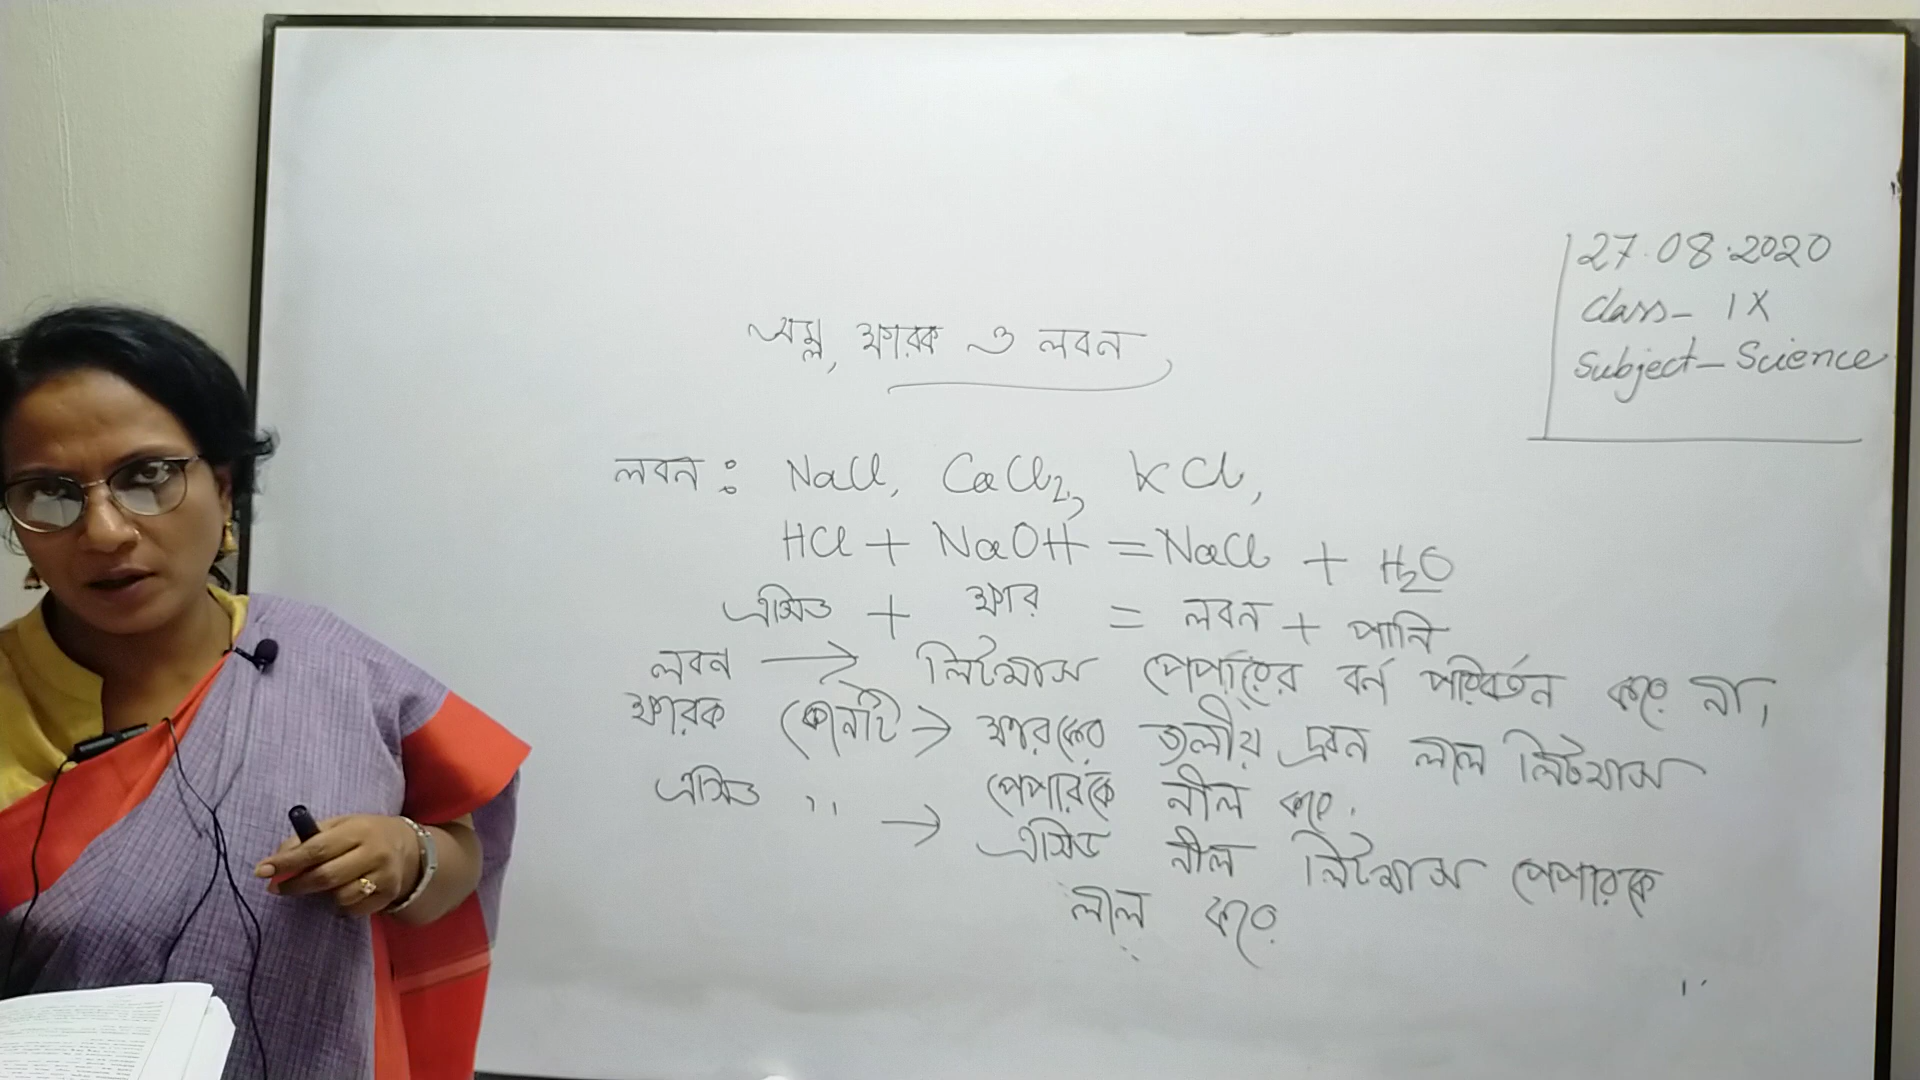 27.08.2020
Class- IX
Subject- Science
অম্ল, ক্ষারক ও লবন
লবন : NaCl, CaCl₂, KCl,
HCl + NaOH = NaCl + H₂O
এসিড + ক্ষার = লবন + পানি
লবন → লিটমাস পেপারের বর্ন পরিবর্তন করে না,
ক্ষারক কোনটি → ক্ষারকের জলীয় দ্রবন লাল লিটমাস
পেপারকে নীল করে.
এসিড ,, → এসিড নীল লিটমাস পেপারকে
লাল করে